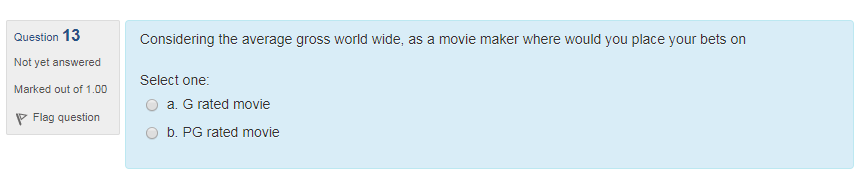 Question 13
Not yet answered
Marked out of 1.00
Flag question
Considering the average gross world wide, as a movie maker where would you place your bets on
Select one:
a. G rated movie
b. PG rated movie